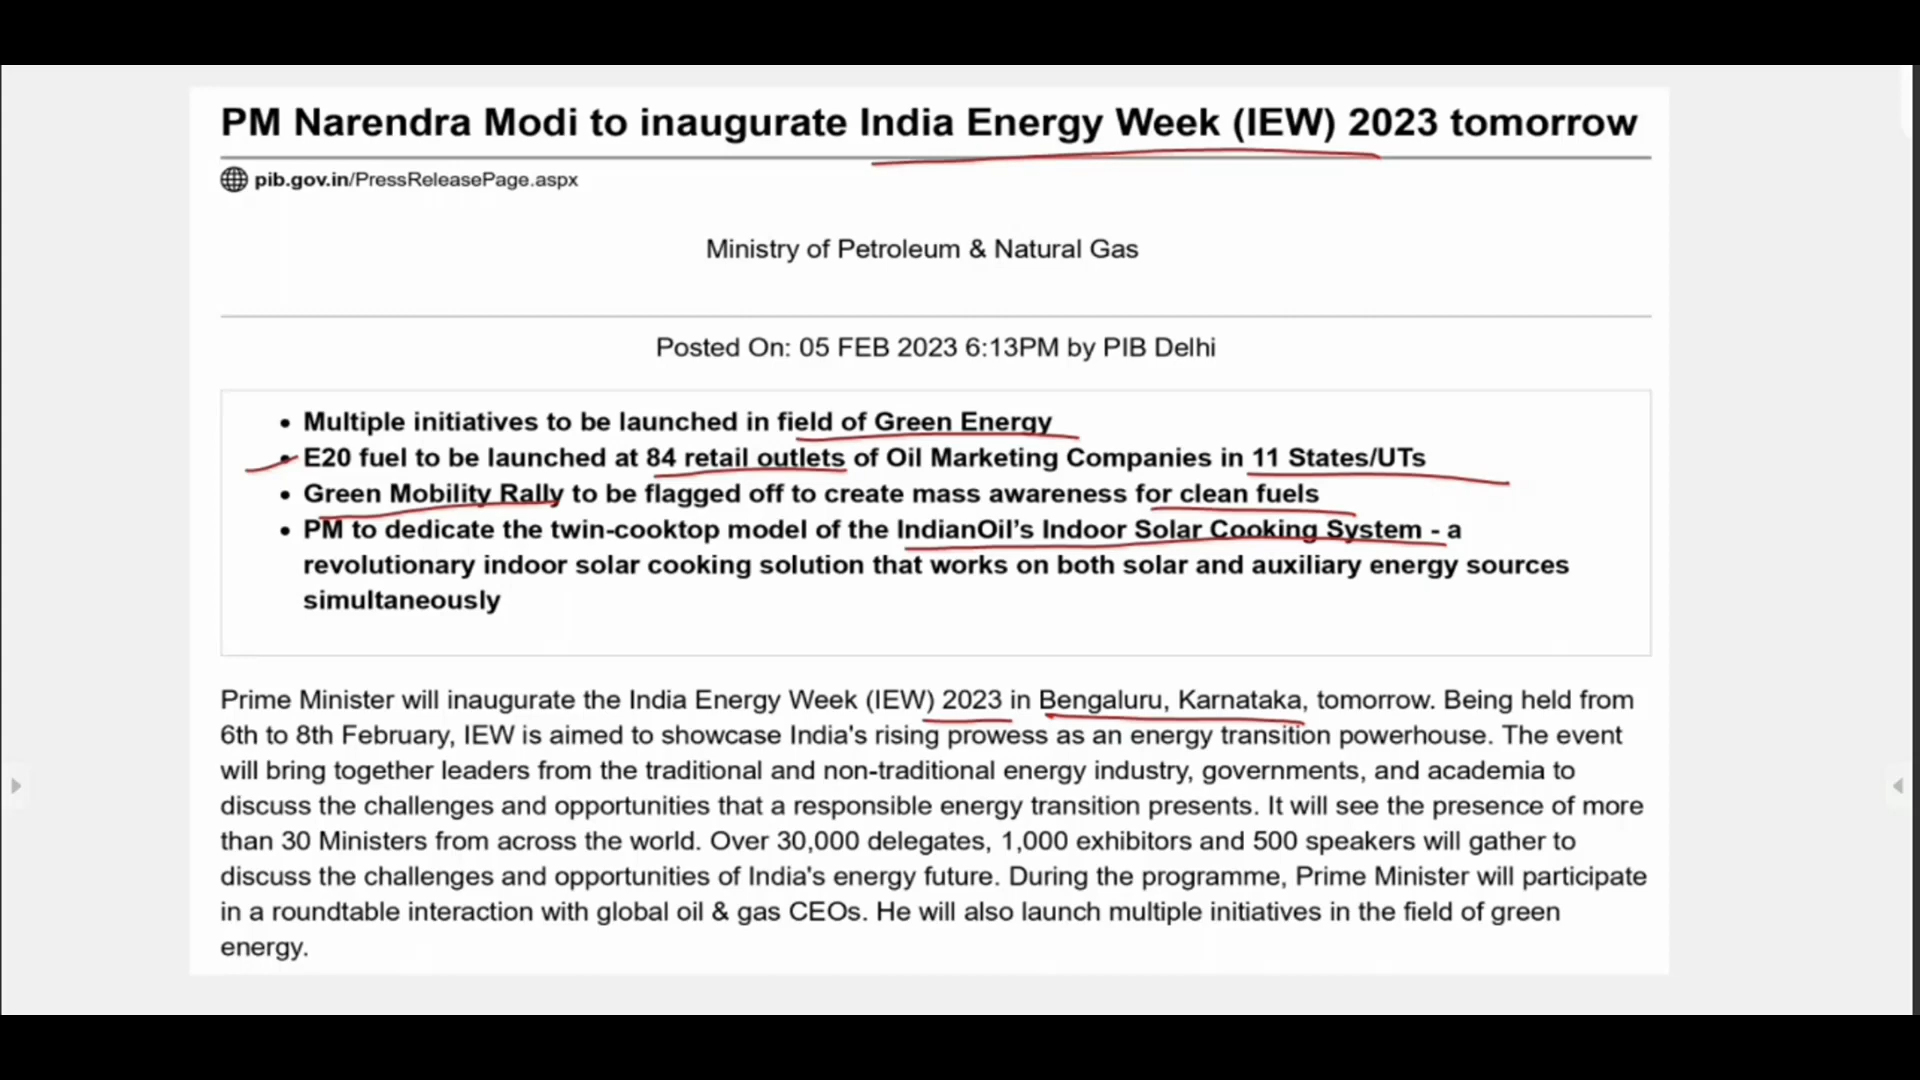 PM Narendra Modi to inaugurate India Energy Week (IEW) 2023 tomorrow
pib.gov.in/PressReleasePage.aspx
Ministry of Petroleum & Natural Gas
Posted On: 05 FEB 2023 6:13PM by PIB Delhi
• Multiple initiatives to be launched in field of Green Energy
• E20 fuel to be launched at 84 retail outlets of Oil Marketing Companies in 11 States/UTs
• Green Mobility Rally to be flagged off to create mass awareness for clean fuels
• PM to dedicate the twin-cooktop model of the IndianOil's Indoor Solar Cooking System - a
revolutionary indoor solar cooking solution that works on both solar and auxiliary energy sources
simultaneously
Prime Minister will inaugurate the India Energy Week (IEW) 2023 in Bengaluru, Karnataka, tomorrow. Being held from
6th to 8th February, IEW is aimed to showcase India's rising prowess as an energy transition powerhouse. The event
will bring together leaders from the traditional and non-traditional energy industry, governments, and academia to
discuss the challenges and opportunities that a responsible energy transition presents. It will see the presence of more
than 30 Ministers from across the world. Over 30,000 delegates, 1,000 exhibitors and 500 speakers will gather to
discuss the challenges and opportunities of India's energy future. During the programme, Prime Minister will participate
in a roundtable interaction with global oil & gas CEOs. He will also launch multiple initiatives in the field of green
energy.